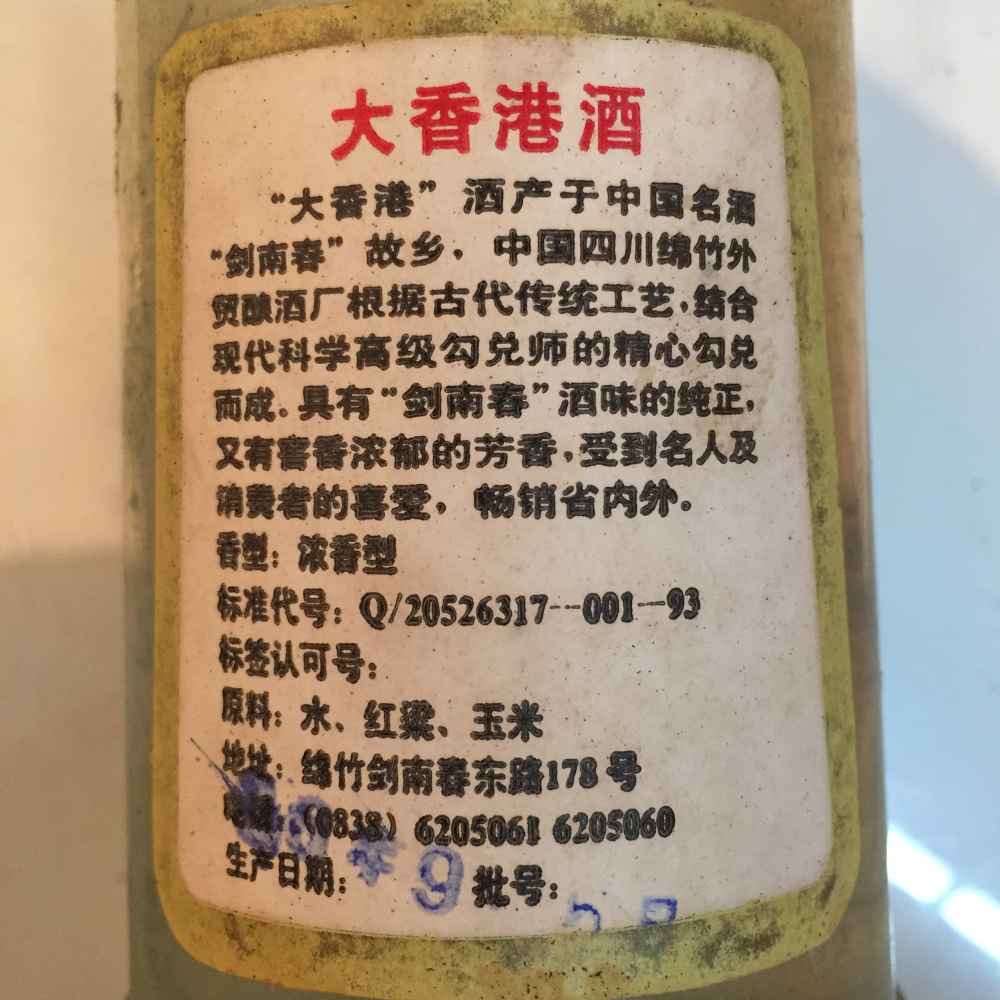 大香港酒
“大香港”酒产于中国名酒
“剑南春”故乡，中国四川绵竹外
贸酿酒厂根据古代传统工艺，结合
现代科学高级勾兑师的精心勾兑
而成。具有“剑南春”酒味的纯正，
又有窖香浓郁的芳香，受到名人及
消费者的喜爱，畅销省内外。
香型：浓香型
标准代号：Q/20526317--001-93
标签认可号：
原料：水、红粱、玉米
地址：绵竹剑南春东路178号
电话：（0838）6205061 6205060
生产日期： 年 9 批号：